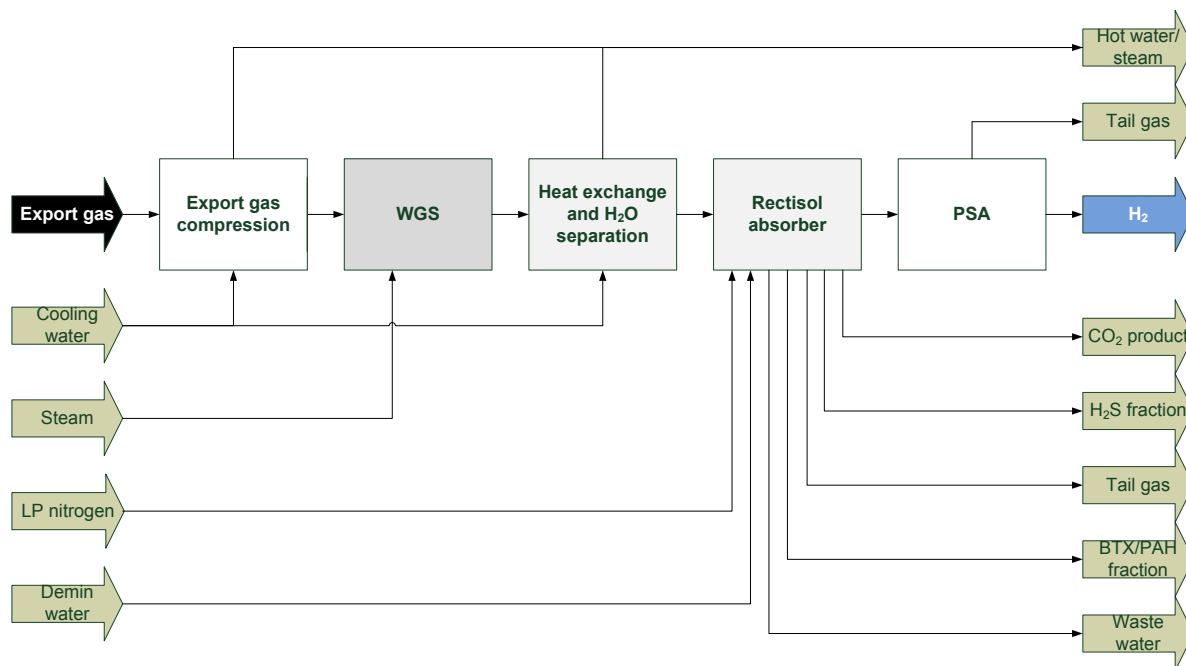 Hot water/
steam
Tail gas
Export gas
Export gas
compression
WGS
Heat exchange
and H₂O
separation
Rectisol
absorber
PSA
H₂
Cooling
water
CO₂ product
Steam
H₂S fraction
Tail gas
LP nitrogen
BTX/PAH
fraction
Demin
water
Waste
water